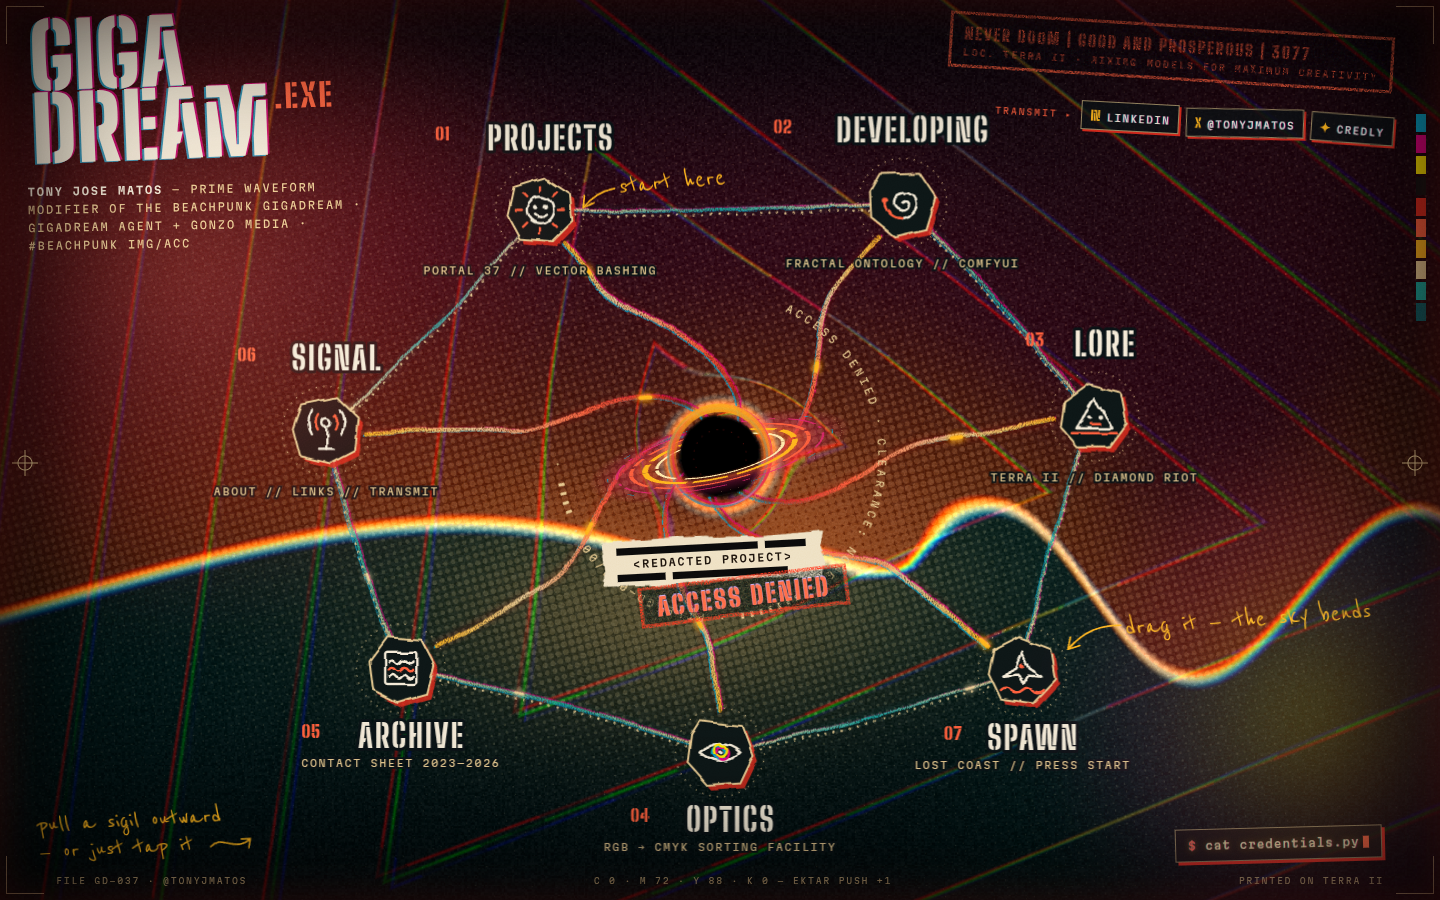 GIGA
DREAM.EXE
TONY JOSE MATOS — PRIME WAVEFORM
MODIFIER OF THE BEACHPUNK GIGADREAM ·
GIGADREAM AGENT + GONZO MEDIA ·
#BEACHPUNK IMG/ACC
NEVER DOOM | GOOD AND PROSPEROUS | 3077
LOC. TERRA II · MIXING MODELS FOR MAXIMUM CREATIVITY
TRANSMIT ▸
LINKEDIN
X @TONYJMATOS
✦ CREDLY
01 PROJECTS
start here
PORTAL 37 // VECTOR BASHING
02 DEVELOPING
FRACTAL ONTOLOGY // COMFYUI
03 LORE
TERRA II // DIAMOND RIOT
06 SIGNAL
ABOUT // LINKS // TRANSMIT
ACCESS DENIED
CLEARANCE:
<REDACTED PROJECT>
ACCESS DENIED
drag it — the sky bends
05 ARCHIVE
CONTACT SHEET 2023—2026
07 SPAWN
LOST COAST // PRESS START
04 OPTICS
RGB → CMYK SORTING FACILITY
pull a sigil outward
— or just tap it
$ cat credentials.py
FILE GD-037 · @TONYJMATOS
C 0 · M 72 · Y 88 · K 0 — EKTAR PUSH +1
PRINTED ON TERRA II